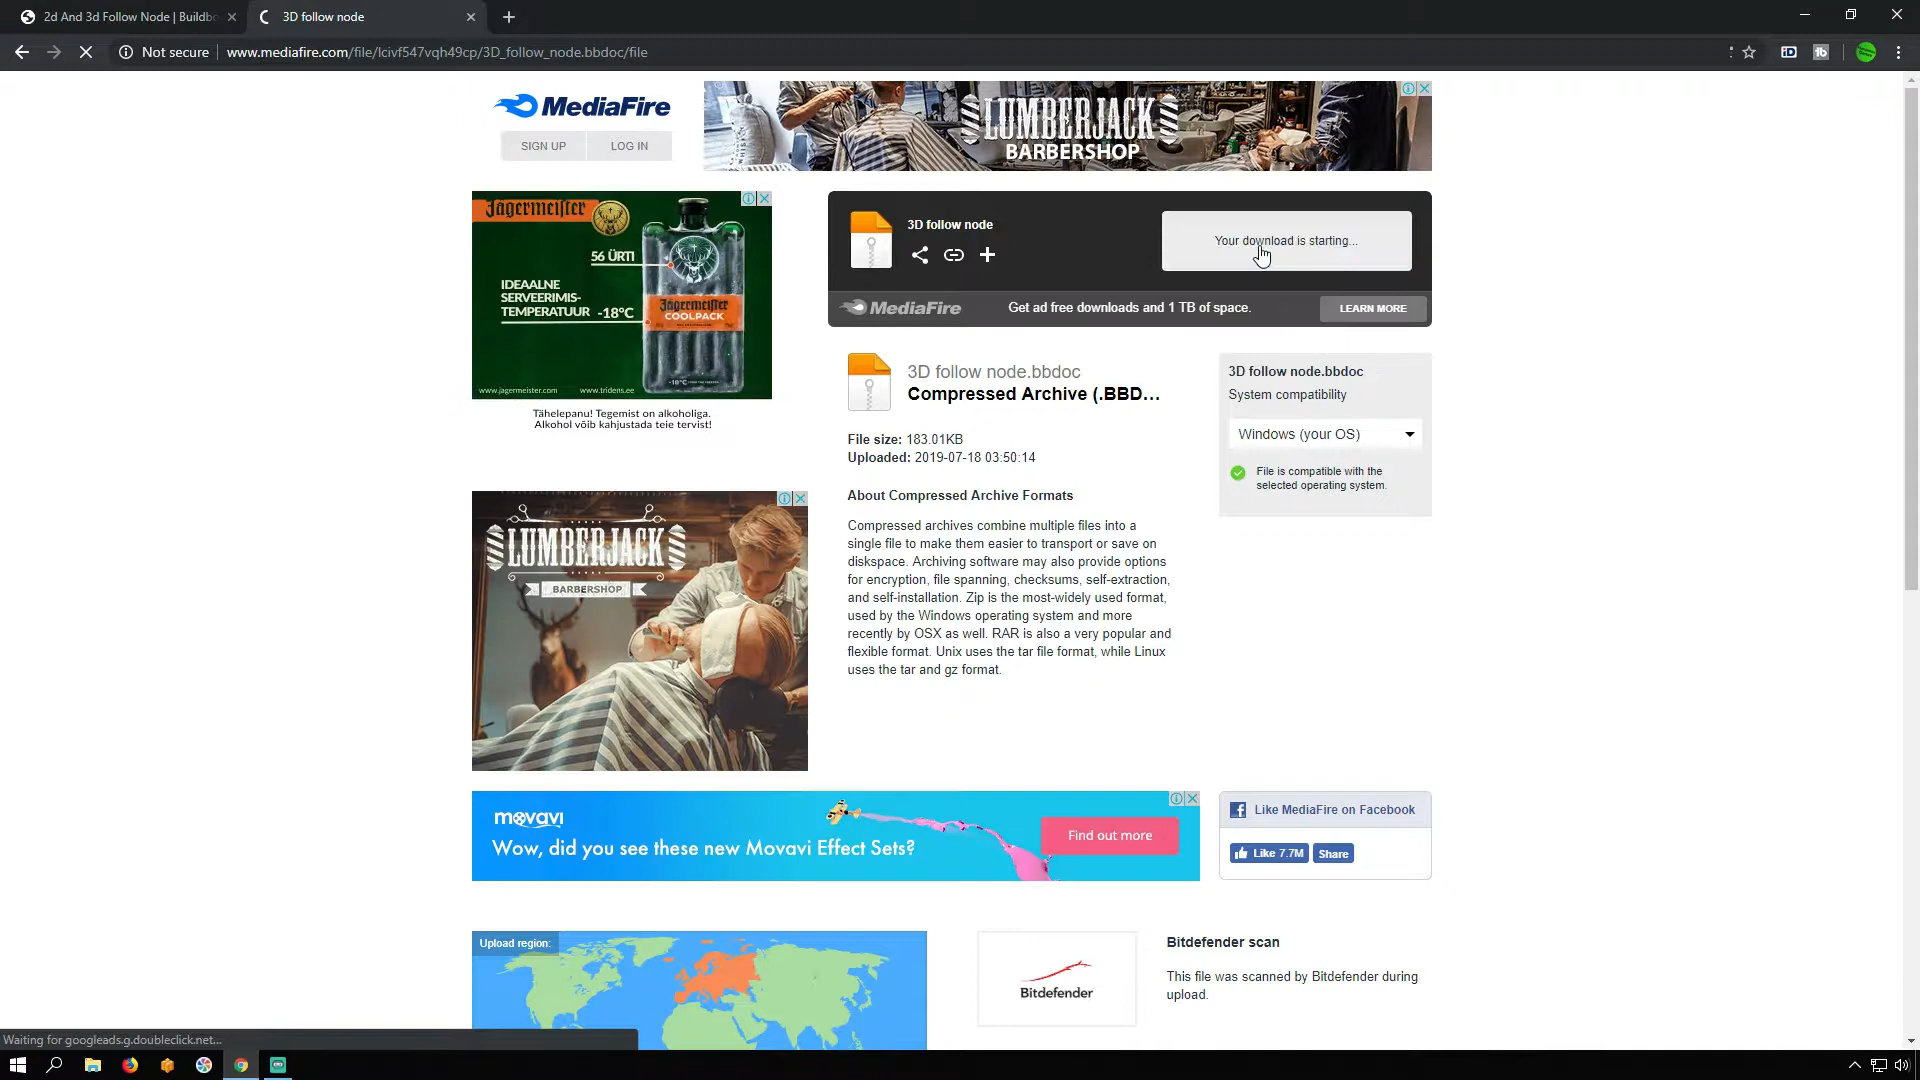 2d And 3d Follow Node | Buildbo
3D follow node
Not secure
www.mediafire.com/file/lcivf547vqh49cp/3D_follow_node.bbdoc/file
MediaFire
SIGN UP
LOG IN
LUMBERJACK
BARBERSHOP
Jägermeister
56 ÜRTI
IDEAALNE
SERVEERIMIS-
TEMPERATUUR -18°C
Jägermeister
COOLPACK
-18°C
www.jagermeister.com
www.tridens.ee
Tähelepanu! Tegemist on alkoholiga.
Alkohol võib kahjustada teie tervist!
3D follow node
Your download is starting...
MediaFire
Get ad free downloads and 1 TB of space.
LEARN MORE
3D follow node.bbdoc
Compressed Archive (.BBD...
File size: 183.01KB
Uploaded: 2019-07-18 03:50:14
About Compressed Archive Formats
Compressed archives combine multiple files into a
single file to make them easier to transport or save on
diskspace. Archiving software may also provide options
for encryption, file spanning, checksums, self-extraction,
and self-installation. Zip is the most-widely used format,
used by the Windows operating system and more
recently by OSX as well. RAR is also a very popular and
flexible format. Unix uses the tar file format, while Linux
uses the tar and gz format.
3D follow node.bbdoc
System compatibility
Windows (your OS)
File is compatible with the
selected operating system.
LUMBERJACK
BARBERSHOP
movavi
Wow, did you see these new Movavi Effect Sets?
Find out more
Like MediaFire on Facebook
Like 7.7M
Share
Upload region:
Bitdefender
Bitdefender scan
This file was scanned by Bitdefender during
upload.
Waiting for googleads.g.doubleclick.net...